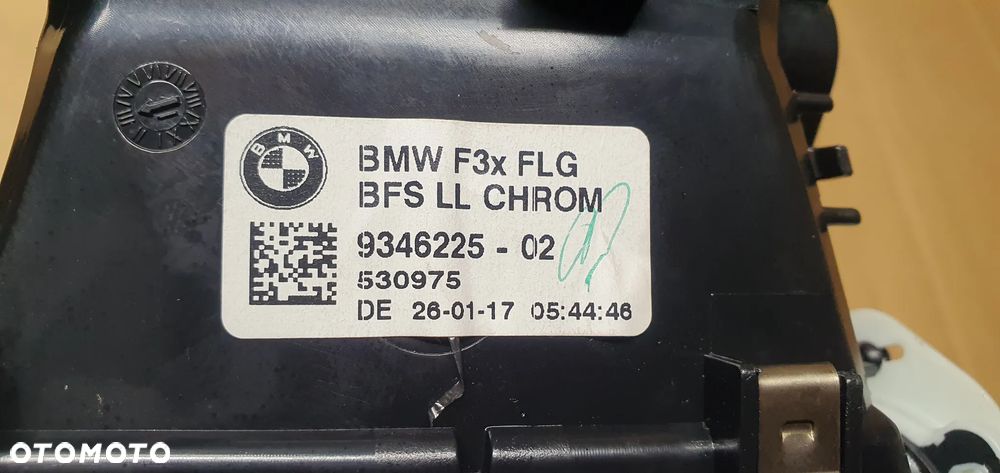 BMW
BMW F3x FLG
BFS LL CHROM
9346225 - 02
530975
DE 26-01-17 05:44:46
OTOMOTO